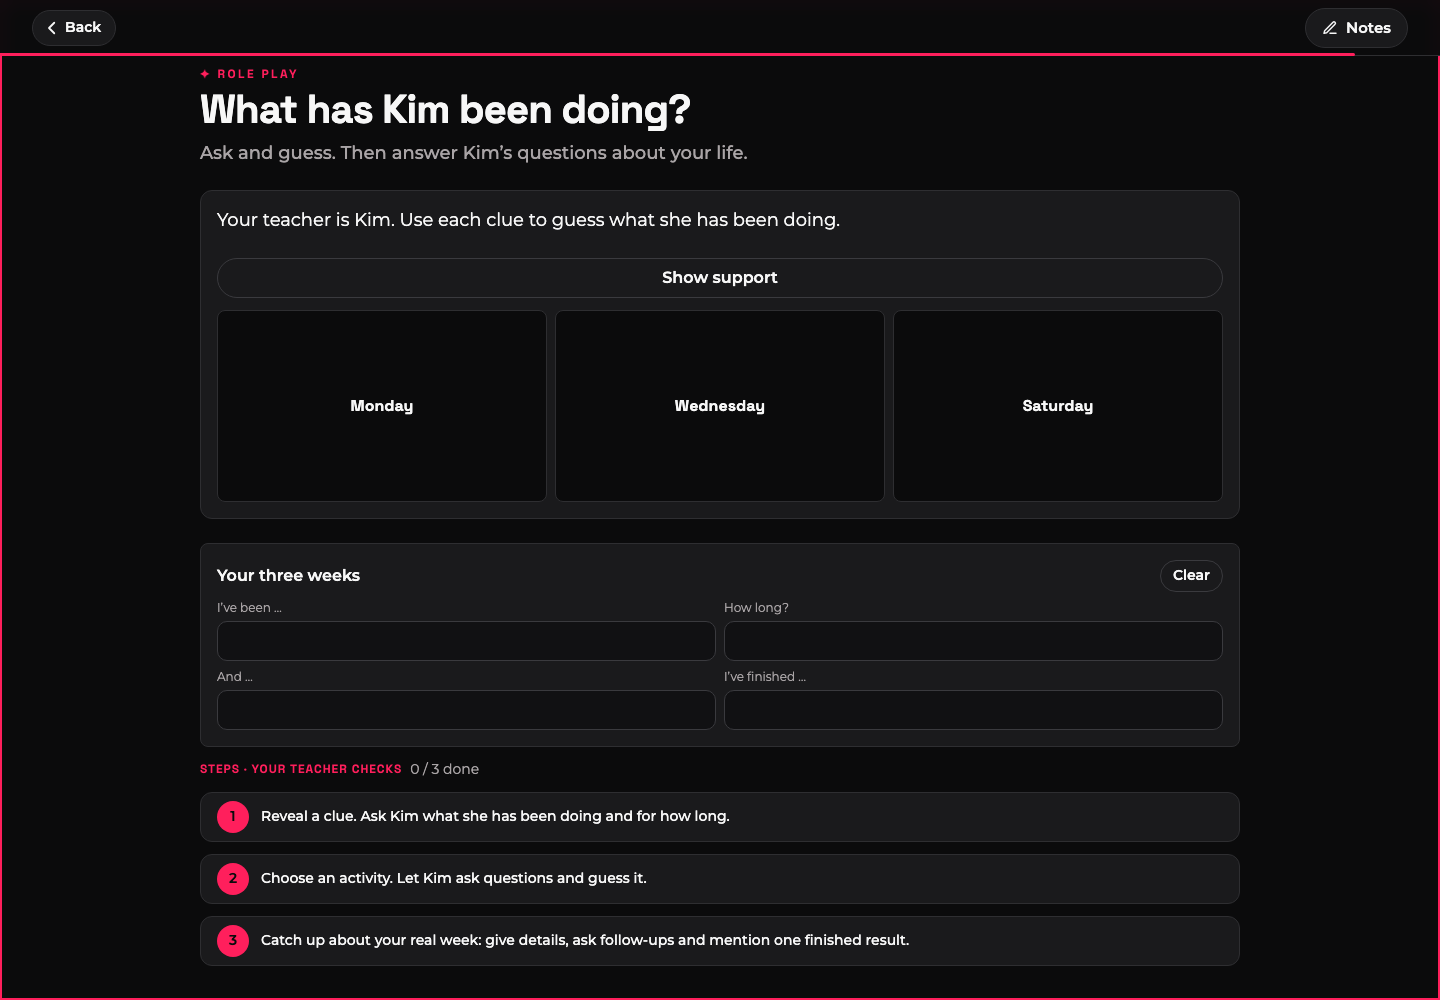 Back
Notes
ROLE PLAY
What has Kim been doing?
Ask and guess. Then answer Kim's questions about your life.
Your teacher is Kim. Use each clue to guess what she has been doing.
Show support
Monday
Wednesday
Saturday
Your three weeks
Clear
I've been ...
How long?
And ...
I've finished ...
STEPS · YOUR TEACHER CHECKS 0 / 3 done
1 Reveal a clue. Ask Kim what she has been doing and for how long.
2 Choose an activity. Let Kim ask questions and guess it.
3 Catch up about your real week: give details, ask follow-ups and mention one finished result.